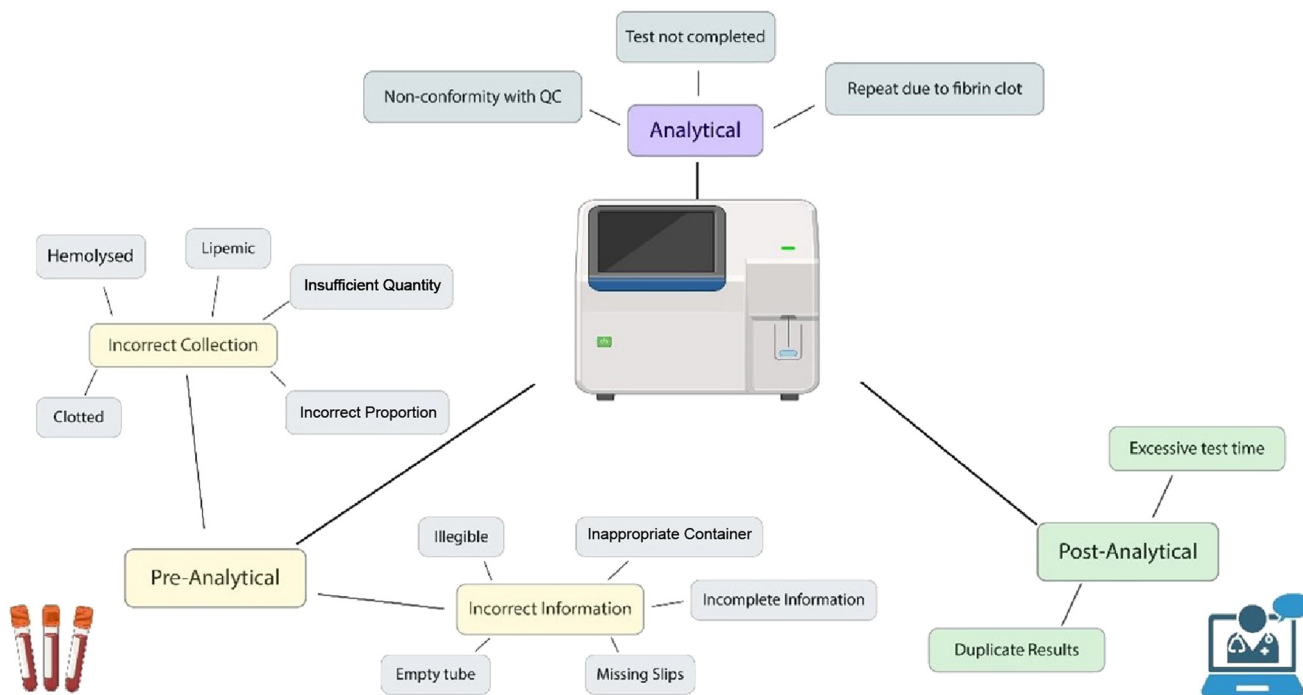 Test not completed
Non-conformity with QC
Repeat due to fibrin clot
Analytical
Hemolysed
Lipemic
Insufficient Quantity
Incorrect Collection
Clotted
Incorrect Proportion
Excessive test time
Illegible
Inappropriate Container
Post-Analytical
Pre-Analytical
Incorrect Information
Incomplete Information
Duplicate Results
Empty tube
Missing Slips